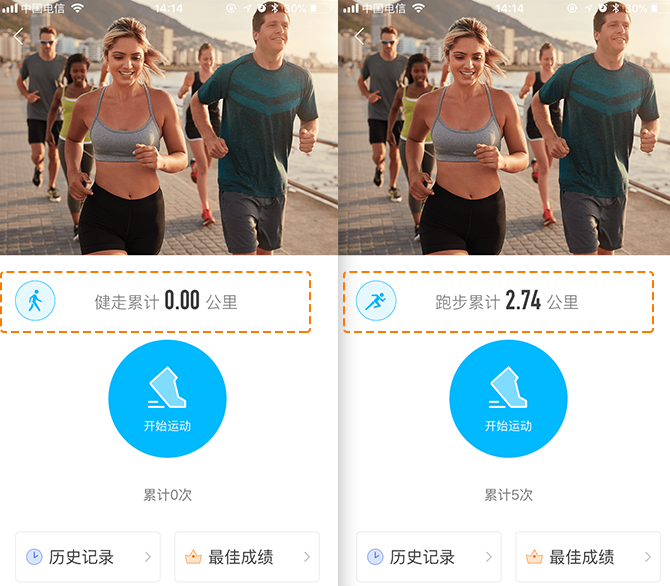 中国电信 14:14 30%
健走累计 0.00 公里
开始运动
累计0次
历史记录
最佳成绩
中国电信 14:14 30%
跑步累计 2.74 公里
开始运动
累计5次
历史记录
最佳成绩